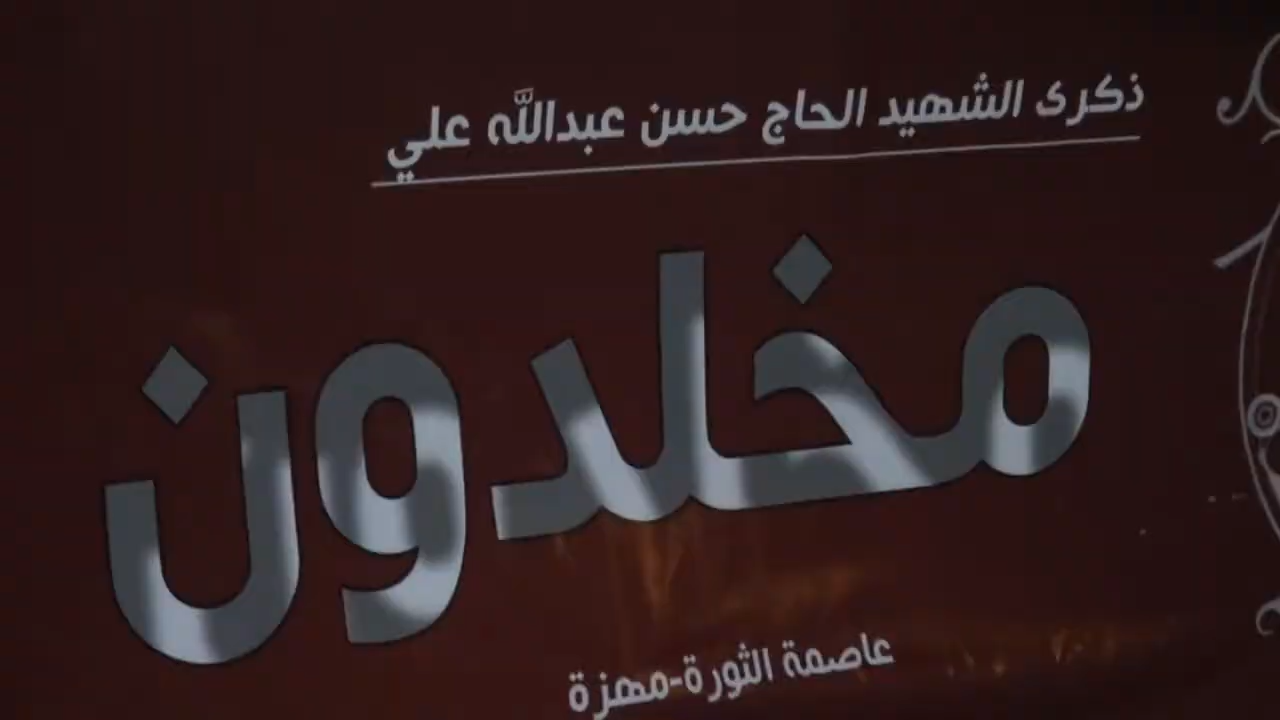 ذكرى الشهيد الحاج حسن عبدالله علي
مخلدون
عاصمة الثورة-مهزة